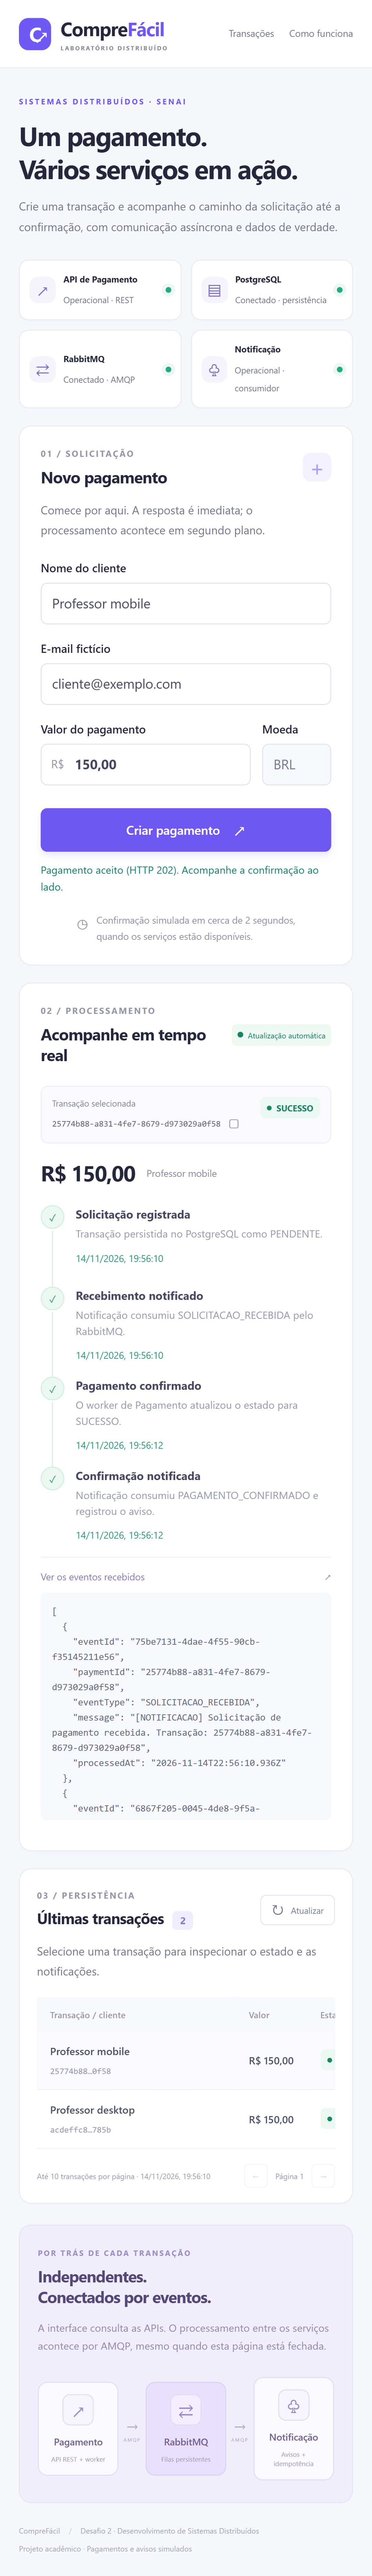 CompreFácil
LABORATÓRIO DISTRIBUÍDO
Transações
Como funciona
SISTEMAS DISTRIBUÍDOS · SENAI
Um pagamento.
Vários serviços em ação.
Crie uma transação e acompanhe o caminho da solicitação até a
confirmação, com comunicação assíncrona e dados de verdade.
API de Pagamento
Operacional · REST
PostgreSQL
Conectado · persistência
RabbitMQ
Conectado · AMQP
Notificação
Operacional ·
consumidor
01 / SOLICITAÇÃO
Novo pagamento
Comece por aqui. A resposta é imediata; o
processamento acontece em segundo plano.
Nome do cliente
Professor mobile
E-mail fictício
cliente@exemplo.com
Valor do pagamento
Moeda
R$ 150,00
BRL
Criar pagamento ↗
Pagamento aceito (HTTP 202). Acompanhe a confirmação ao
lado.
Confirmação simulada em cerca de 2 segundos,
quando os serviços estão disponíveis.
02 / PROCESSAMENTO
Acompanhe em tempo
real
Atualização automática
Transação selecionada
25774b88-a831-4fe7-8679-d973029a0f58
SUCESSO
R$ 150,00 Professor mobile
Solicitação registrada
Transação persistida no PostgreSQL como PENDENTE.
14/11/2026, 19:56:10
Recebimento notificado
Notificação consumiu SOLICITACAO_RECEBIDA pelo
RabbitMQ.
14/11/2026, 19:56:10
Pagamento confirmado
O worker de Pagamento atualizou o estado para
SUCESSO.
14/11/2026, 19:56:12
Confirmação notificada
Notificação consumiu PAGAMENTO_CONFIRMADO e
registrou o aviso.
14/11/2026, 19:56:12
Ver os eventos recebidos ↗
[
{
"eventId": "75be7131-4dae-4f55-90cb-
f35145211e56",
"paymentId": "25774b88-a831-4fe7-8679-
d973029a0f58",
"eventType": "SOLICITACAO_RECEBIDA",
"message": "[NOTIFICACAO] Solicitação de
pagamento recebida. Transação: 25774b88-a831-4fe7-
8679-d973029a0f58",
"processedAt": "2026-11-14T22:56:10.936Z"
},
{
"eventId": "6867f205-0045-4de8-9f5a-
03 / PERSISTÊNCIA
Últimas transações 2
Atualizar
Selecione uma transação para inspecionar o estado e as
notificações.
Transação / cliente
Valor
Esta
Professor mobile
25774b88…0f58
R$ 150,00
Professor desktop
acdeffc8…785b
R$ 150,00
Até 10 transações por página · 14/11/2026, 19:56:10
← Página 1 →
POR TRÁS DE CADA TRANSAÇÃO
Independentes.
Conectados por eventos.
A interface consulta as APIs. O processamento entre os serviços
acontece por AMQP, mesmo quando esta página está fechada.
Pagamento
API REST + worker
→
AMQP
RabbitMQ
Filas persistentes
→
AMQP
Notificação
Avisos +
idempotência
CompreFácil / Desafio 2 · Desenvolvimento de Sistemas Distribuídos
Projeto acadêmico · Pagamentos e avisos simulados